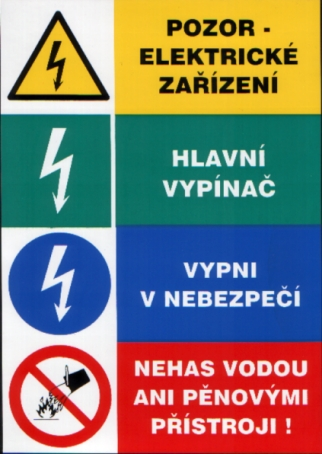 POZOR -
ELEKTRICKÉ
ZAŘÍZENÍ
HLAVNÍ
VYPÍNAČ
VYPNI
V NEBEZPEČÍ
NEHAS VODOU
ANI PĚNOVÝMI
PŘÍSTROJI !